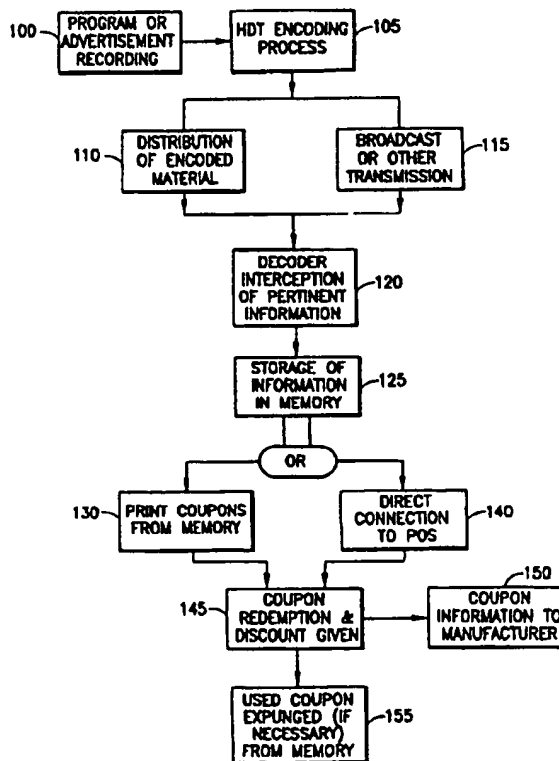 100
PROGRAM OR
ADVERTISEMENT
RECORDING
HDT ENCODING
PROCESS
105
110
DISTRIBUTION
OF ENCODED
MATERIAL
BROADCAST
OR OTHER
TRANSMISSION
115
DECODER
INTERCEPTION
OF PERTINENT
INFORMATION
120
STORAGE OF
INFORMATION
IN MEMORY
125
OR
130
PRINT COUPONS
FROM MEMORY
DIRECT
CONNECTION
TO POS
140
145
COUPON
REDEMPTION &
DISCOUNT GIVEN
150
COUPON
INFORMATION TO
MANUFACTURER
USED COUPON
EXPUNGED (IF
NECESSARY)
FROM MEMORY
155